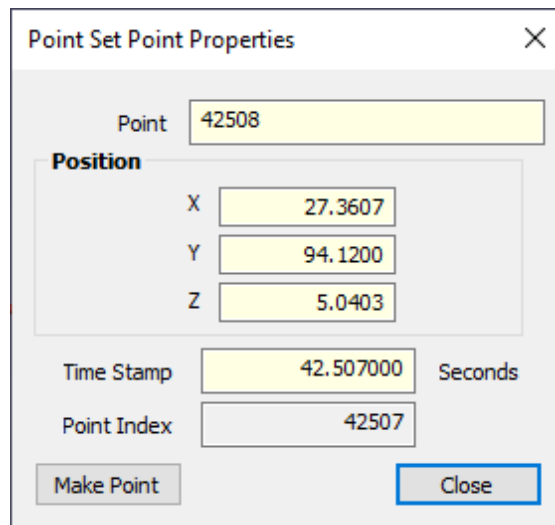 Point Set Point Properties
Point 42508
Position
X 27.3607
Y 94.1200
Z 5.0403
Time Stamp 42.507000 Seconds
Point Index 42507
Make Point Close